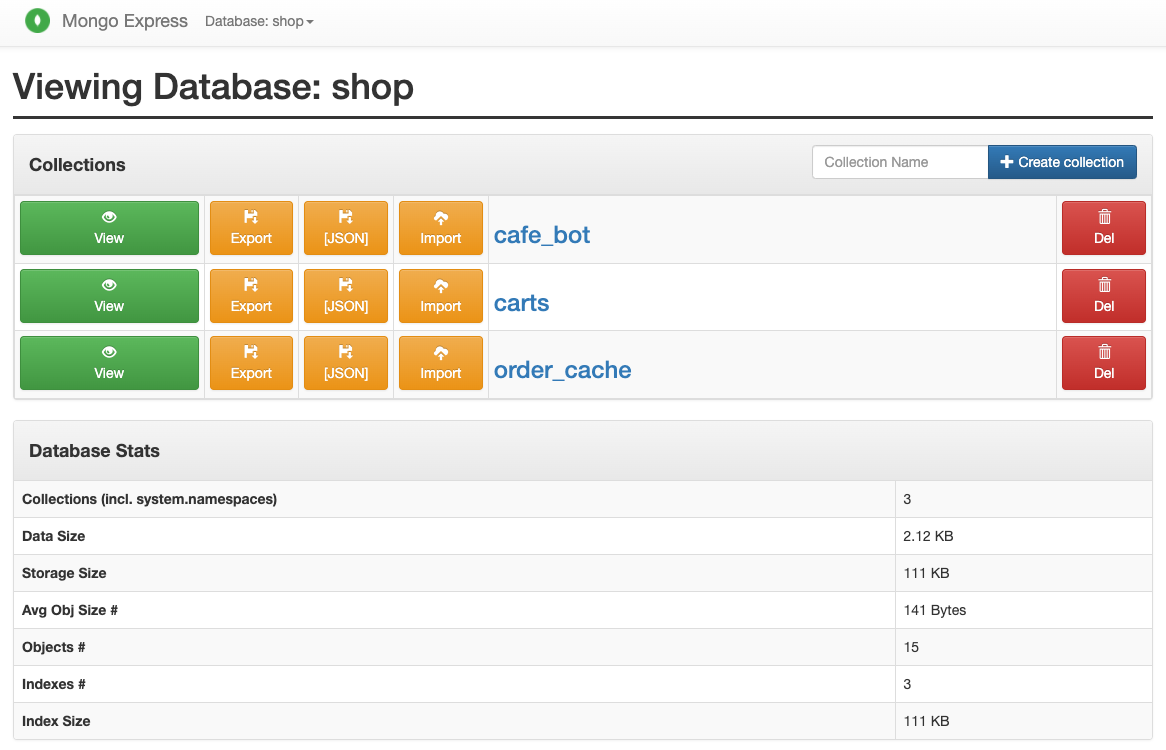 Mongo Express Database: shop
Viewing Database: shop
Collections
Collection Name
Create collection
View Export [JSON] Import cafe_bot Del
View Export [JSON] Import carts Del
View Export [JSON] Import order_cache Del
Database Stats
Collections (incl. system.namespaces) 3
Data Size 2.12 KB
Storage Size 111 KB
Avg Obj Size # 141 Bytes
Objects # 15
Indexes # 3
Index Size 111 KB